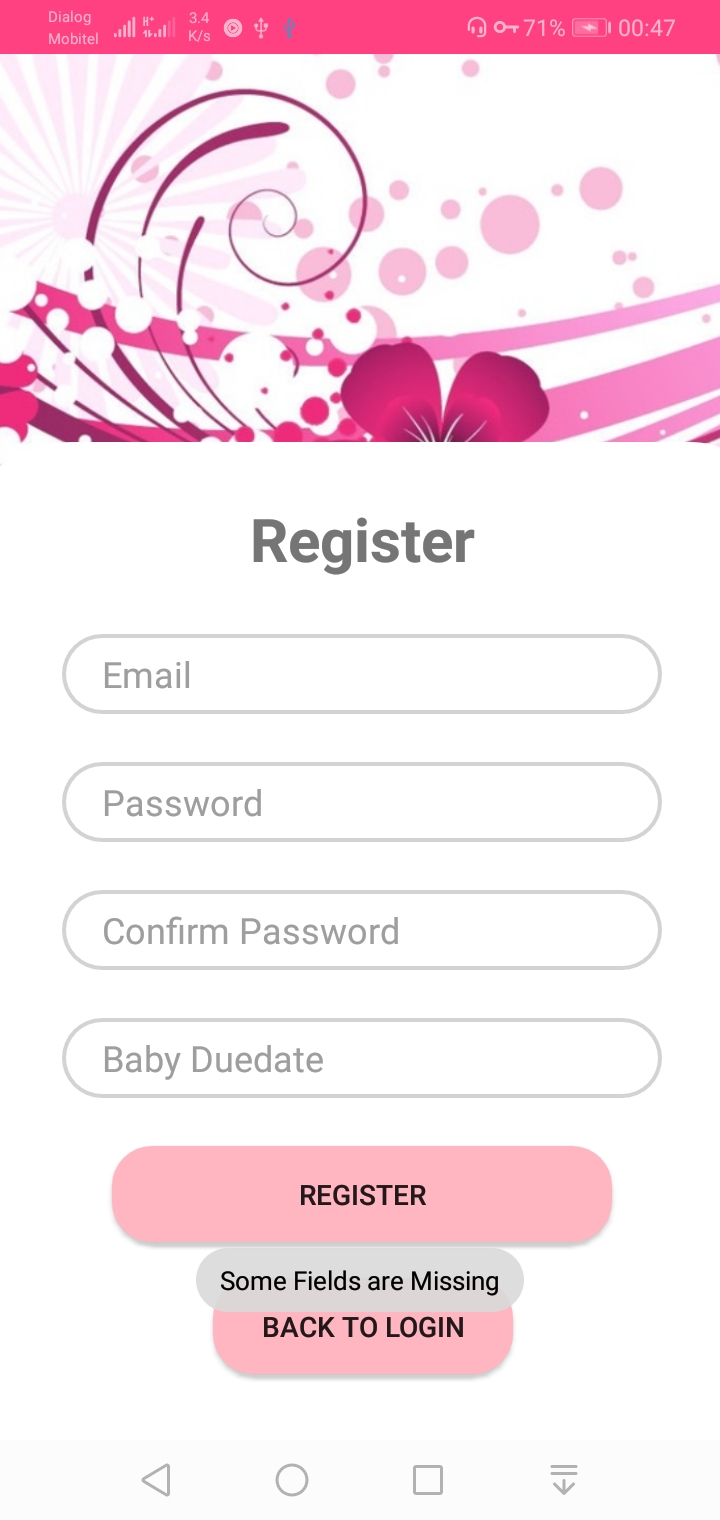 Dialog
Mobitel
H+
3.4
K/s
71%
00:47
Register
Email
Password
Confirm Password
Baby Duedate
REGISTER
Some Fields are Missing
BACK TO LOGIN